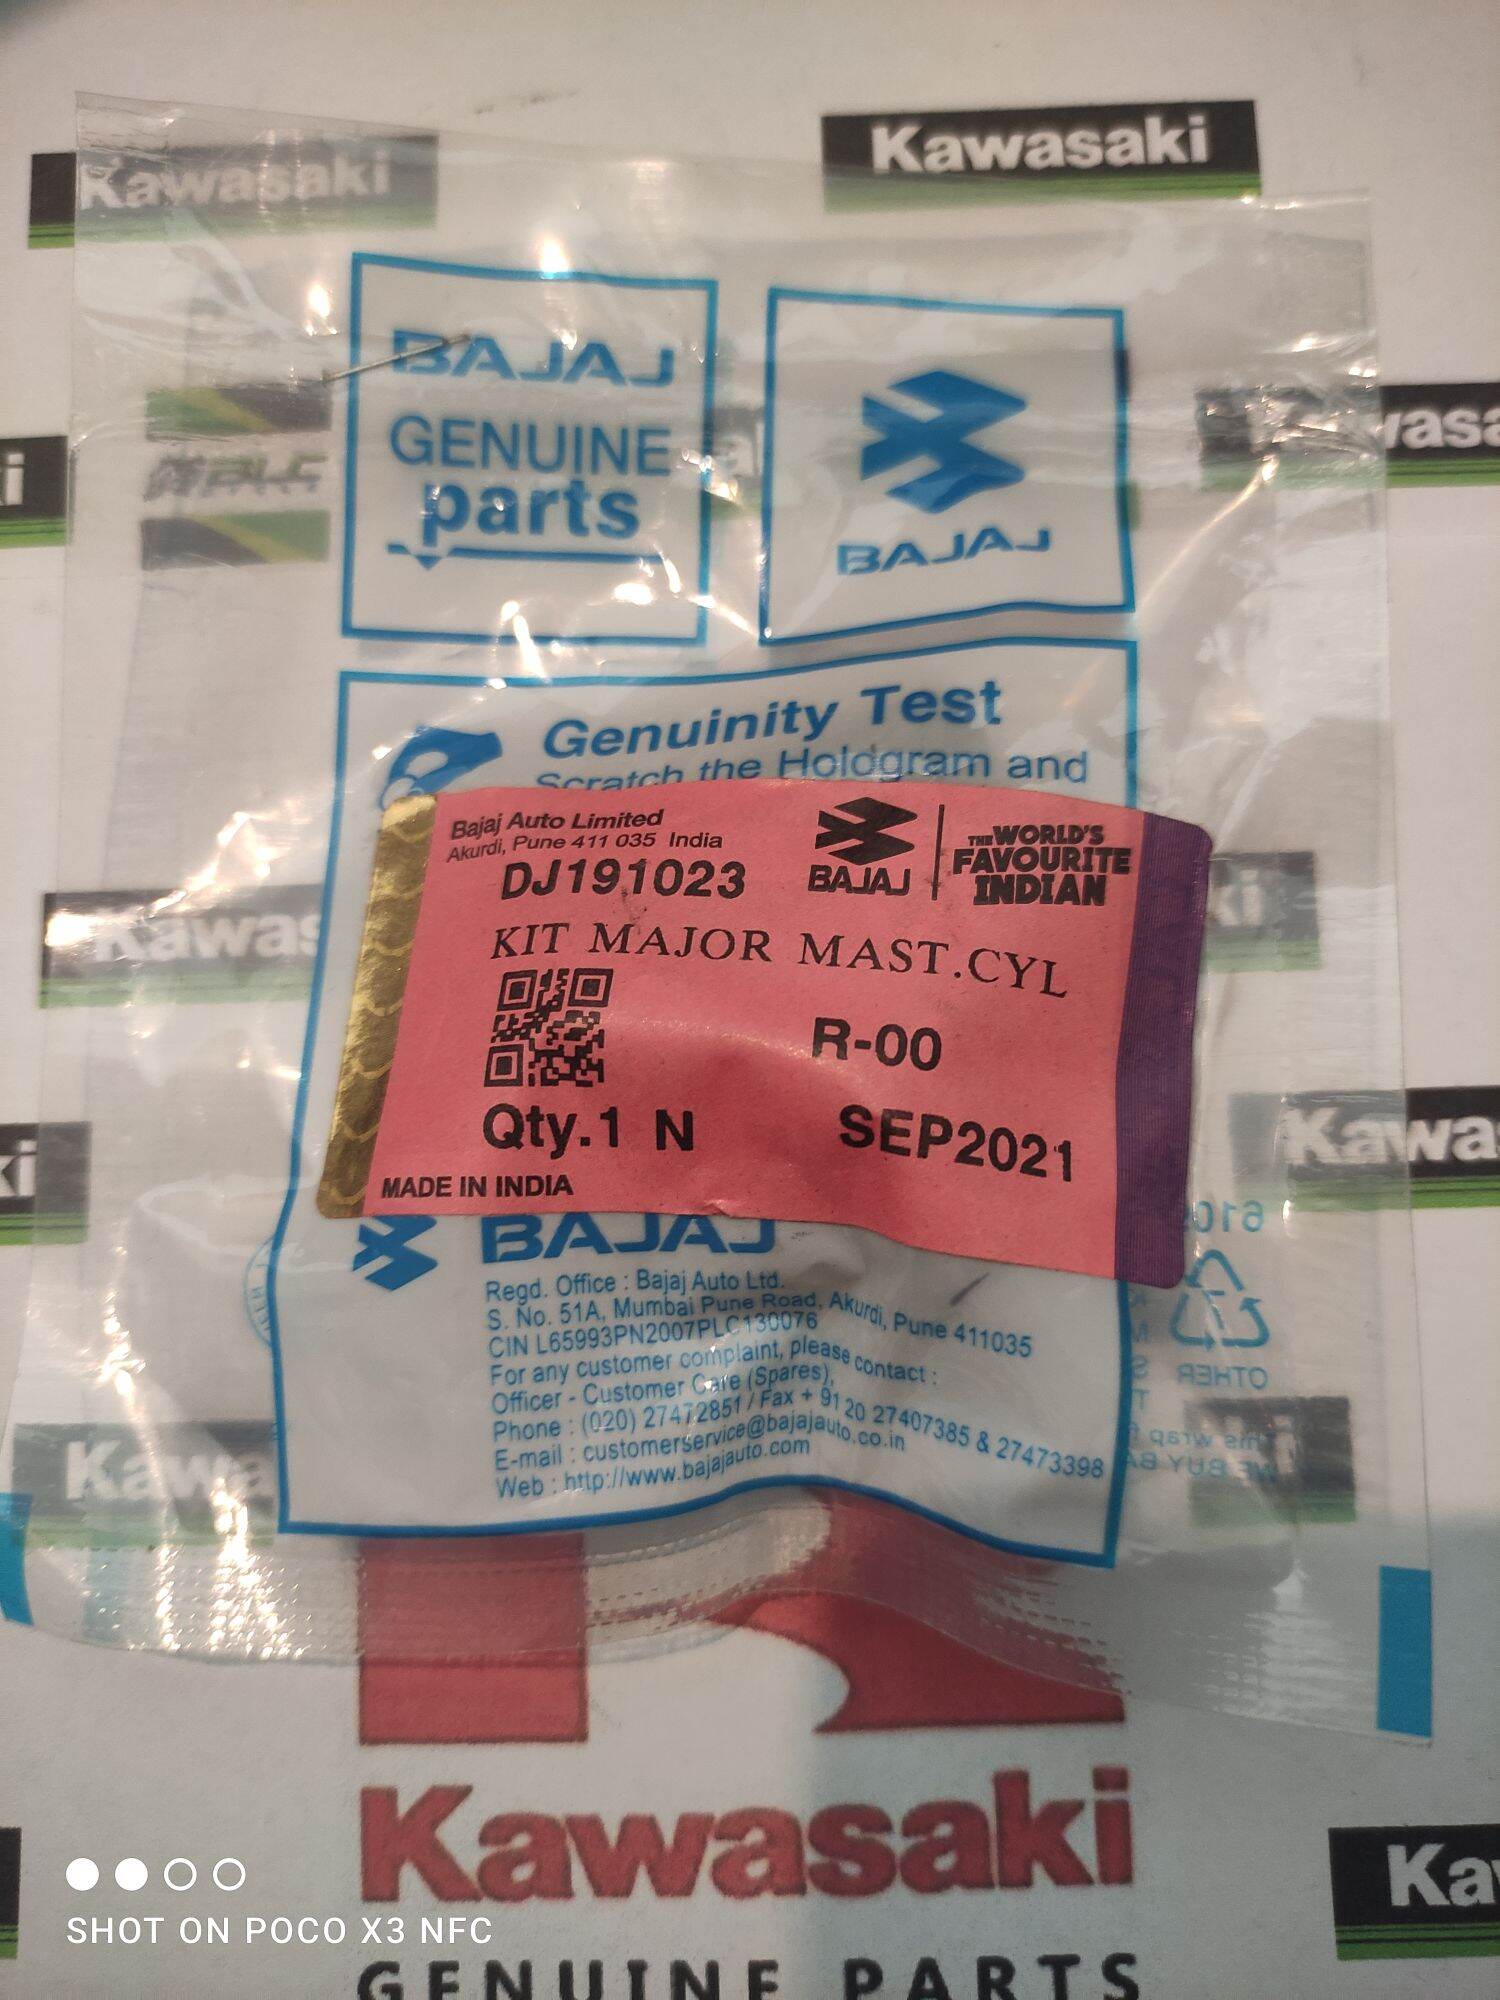 Kawasaki
Kawasaki
BAJAJ
GENUINE
parts
BAJAJ
Genuinity Test
Scratch the Hologram and
Bajaj Auto Limited
Akurdi, Pune 411 035 India
DJ191023
BAJAJ
THE WORLD'S
FAVOURITE
INDIAN
KIT MAJOR MAST.CYL
R-00
Qty.1 N
SEP2021
MADE IN INDIA
BAJAJ
Regd. Office : Bajaj Auto Ltd.
S. No. 51A, Mumbai Pune Road, Akurdi, Pune 411035
CIN L65993PN2007PLC130076
For any customer complaint, please contact :
Officer - Customer Care (Spares),
Phone : (020) 27472851 / Fax + 91 20 27407385 & 27473398
E-mail : customerservice@bajajauto.co.in
Web : http://www.bajajauto.com
OTHER
Kawasaki
GENUINE PARTS
SHOT ON POCO X3 NFC